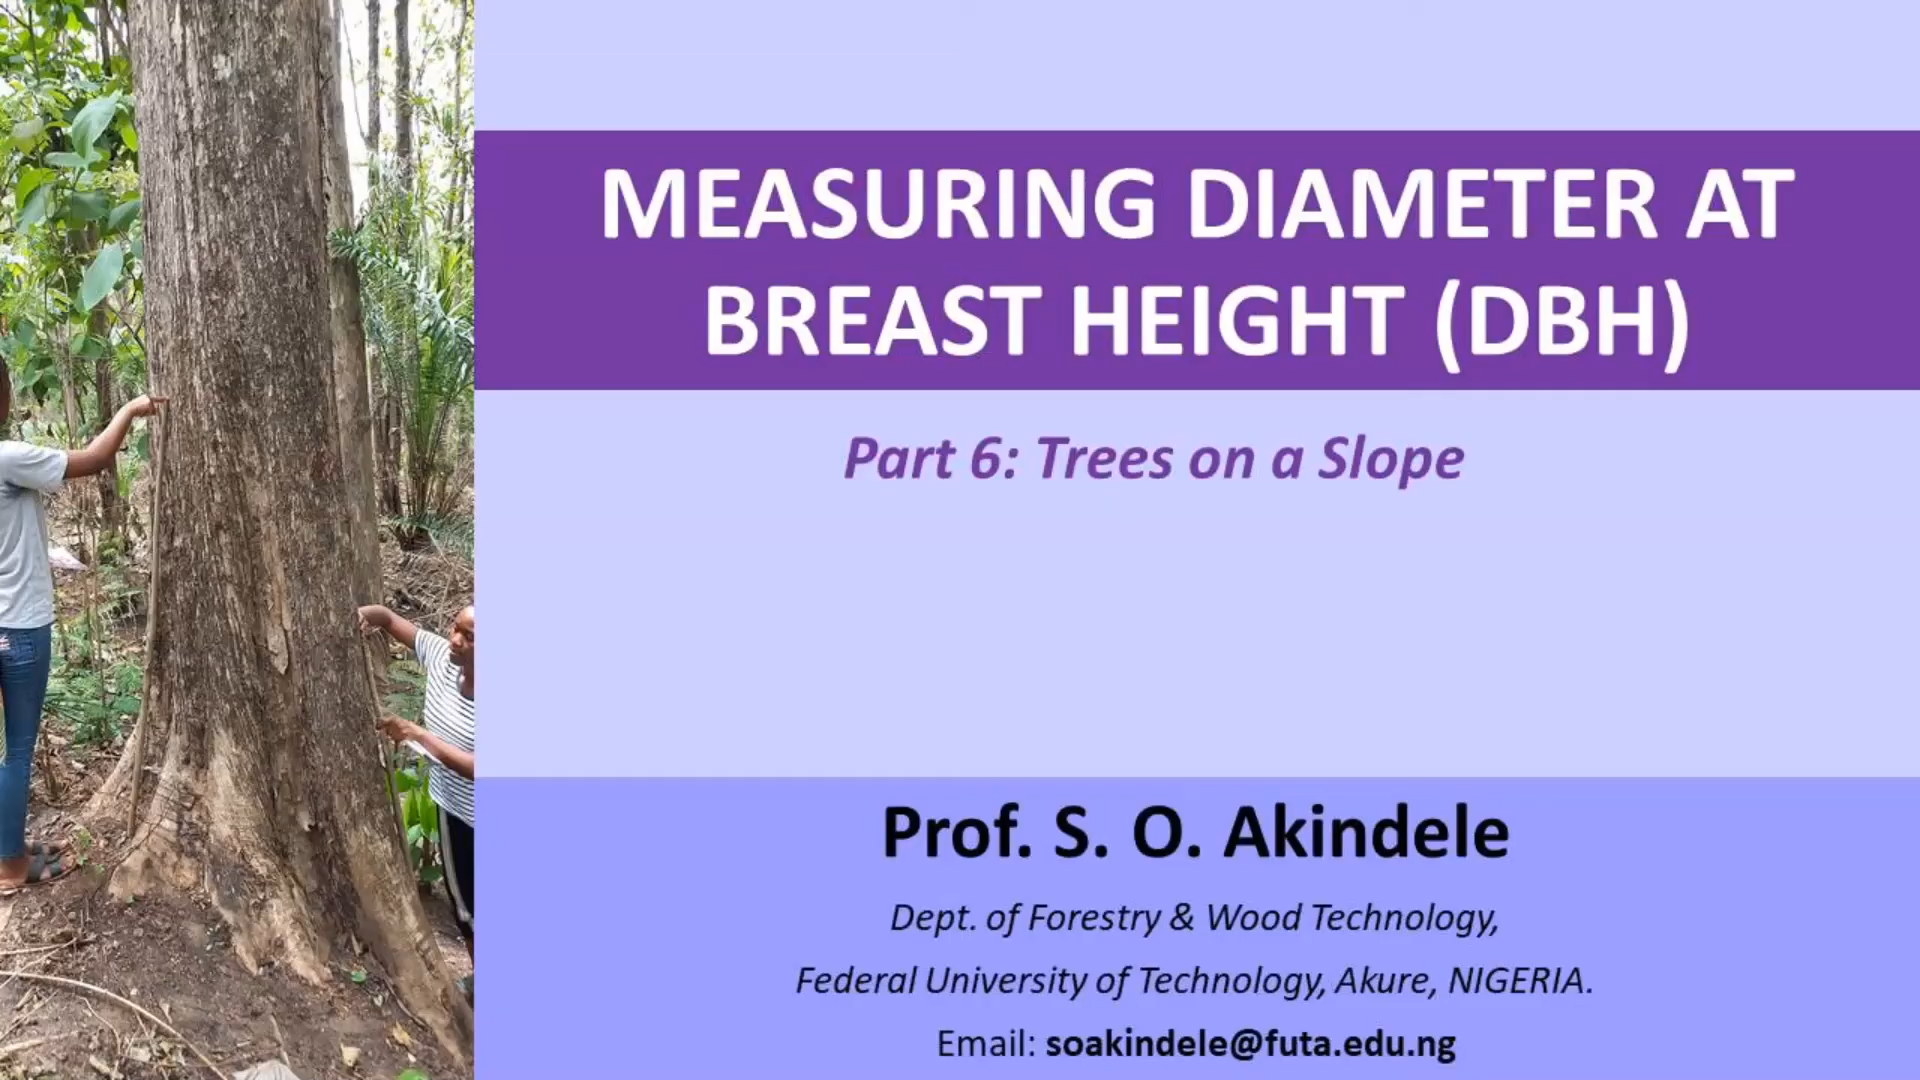 MEASURING DIAMETER AT
BREAST HEIGHT (DBH)
Part 6: Trees on a Slope
Prof. S. O. Akindele
Dept. of Forestry & Wood Technology,
Federal University of Technology, Akure, NIGERIA.
Email: soakindele@futa.edu.ng